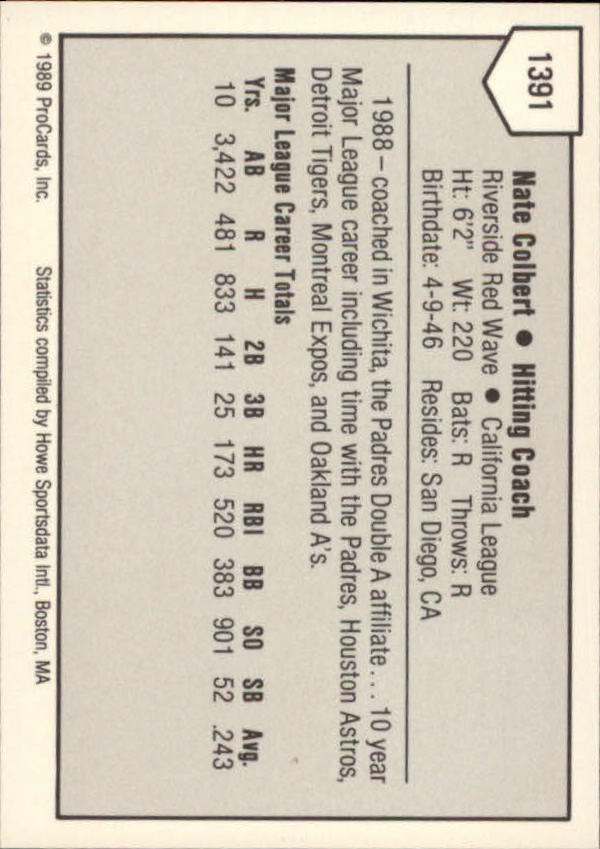 1391
Nate Colbert ● Hitting Coach
Riverside Red Wave ● California League
Ht: 6'2" Wt: 220 Bats: R Throws: R
Birthdate: 4-9-46 Resides: San Diego, CA
1988 – coached in Wichita, the Padres Double A affiliate . . . 10 year
Major League career including time with the Padres, Houston Astros,
Detroit Tigers, Montreal Expos, and Oakland A's.
Major League Career Totals
Yrs. AB R H 2B 3B HR RBI BB SO SB Avg.
10 3,422 481 833 141 25 173 520 383 901 52 .243
© 1989 ProCards, Inc. Statistics compiled by Howe Sportsdata Intl., Boston, MA